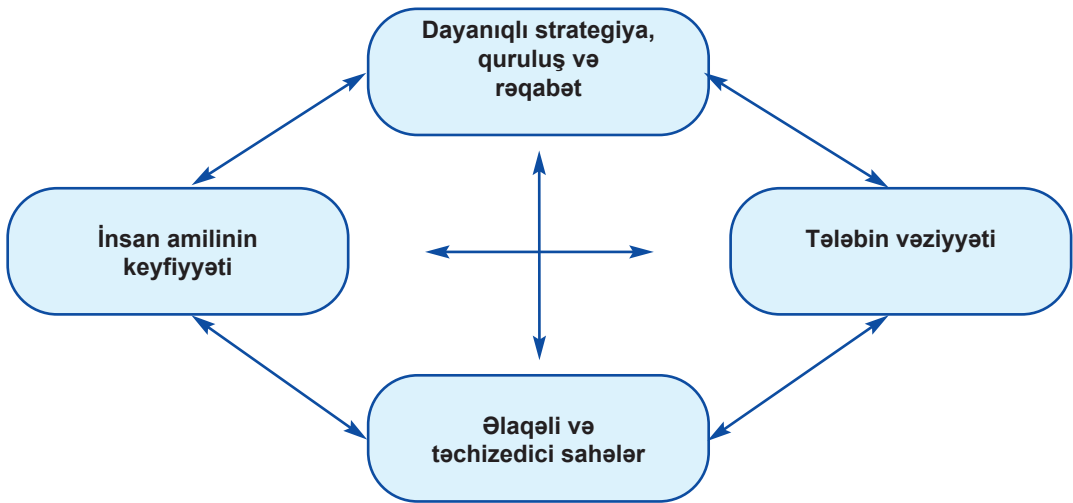 Dayanıqlı strategiya,
quruluş və
rəqabət
İnsan amilinin
keyfiyyəti
Tələbin vəziyyəti
Əlaqəli və
təchizedici sahələr